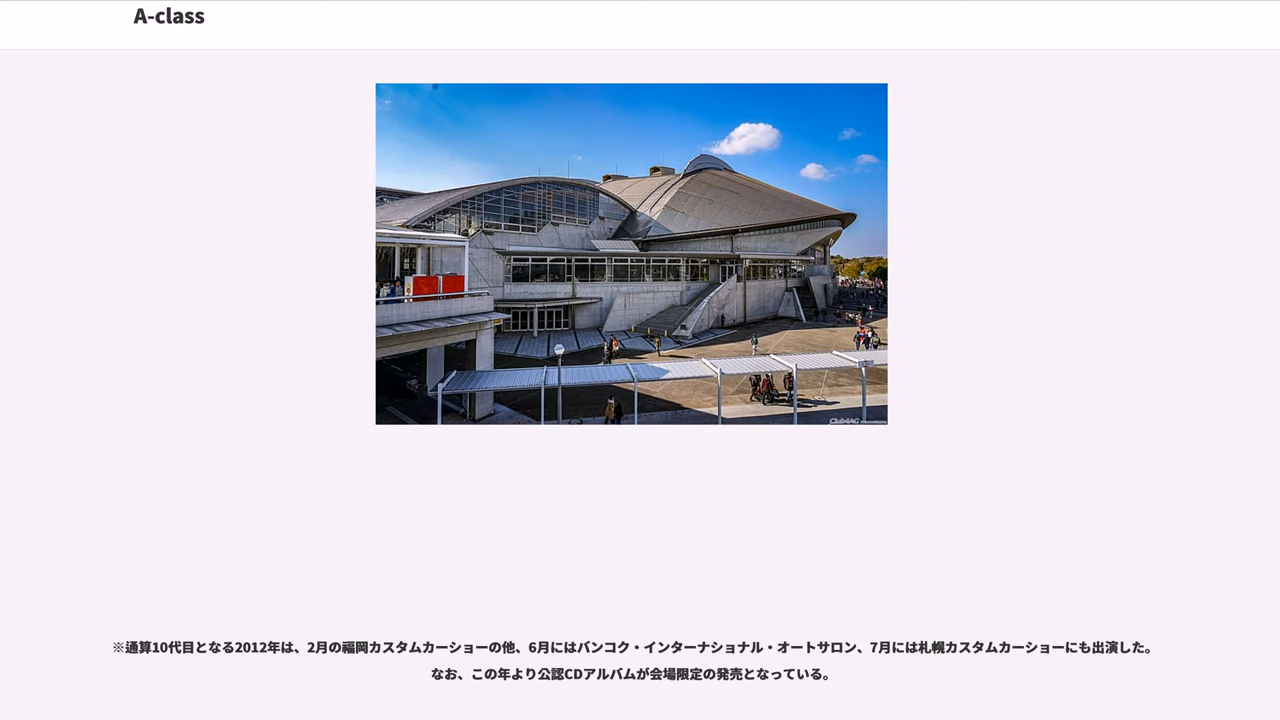 A-class
※通算10代目となる2012年は、2月の福岡カスタムカーショーの他、6月にはバンコク・インターナショナル・オートサロン、7月には札幌カスタムカーショーにも出演した。
なお、この年より公認CDアルバムが会場限定の発売となっている。